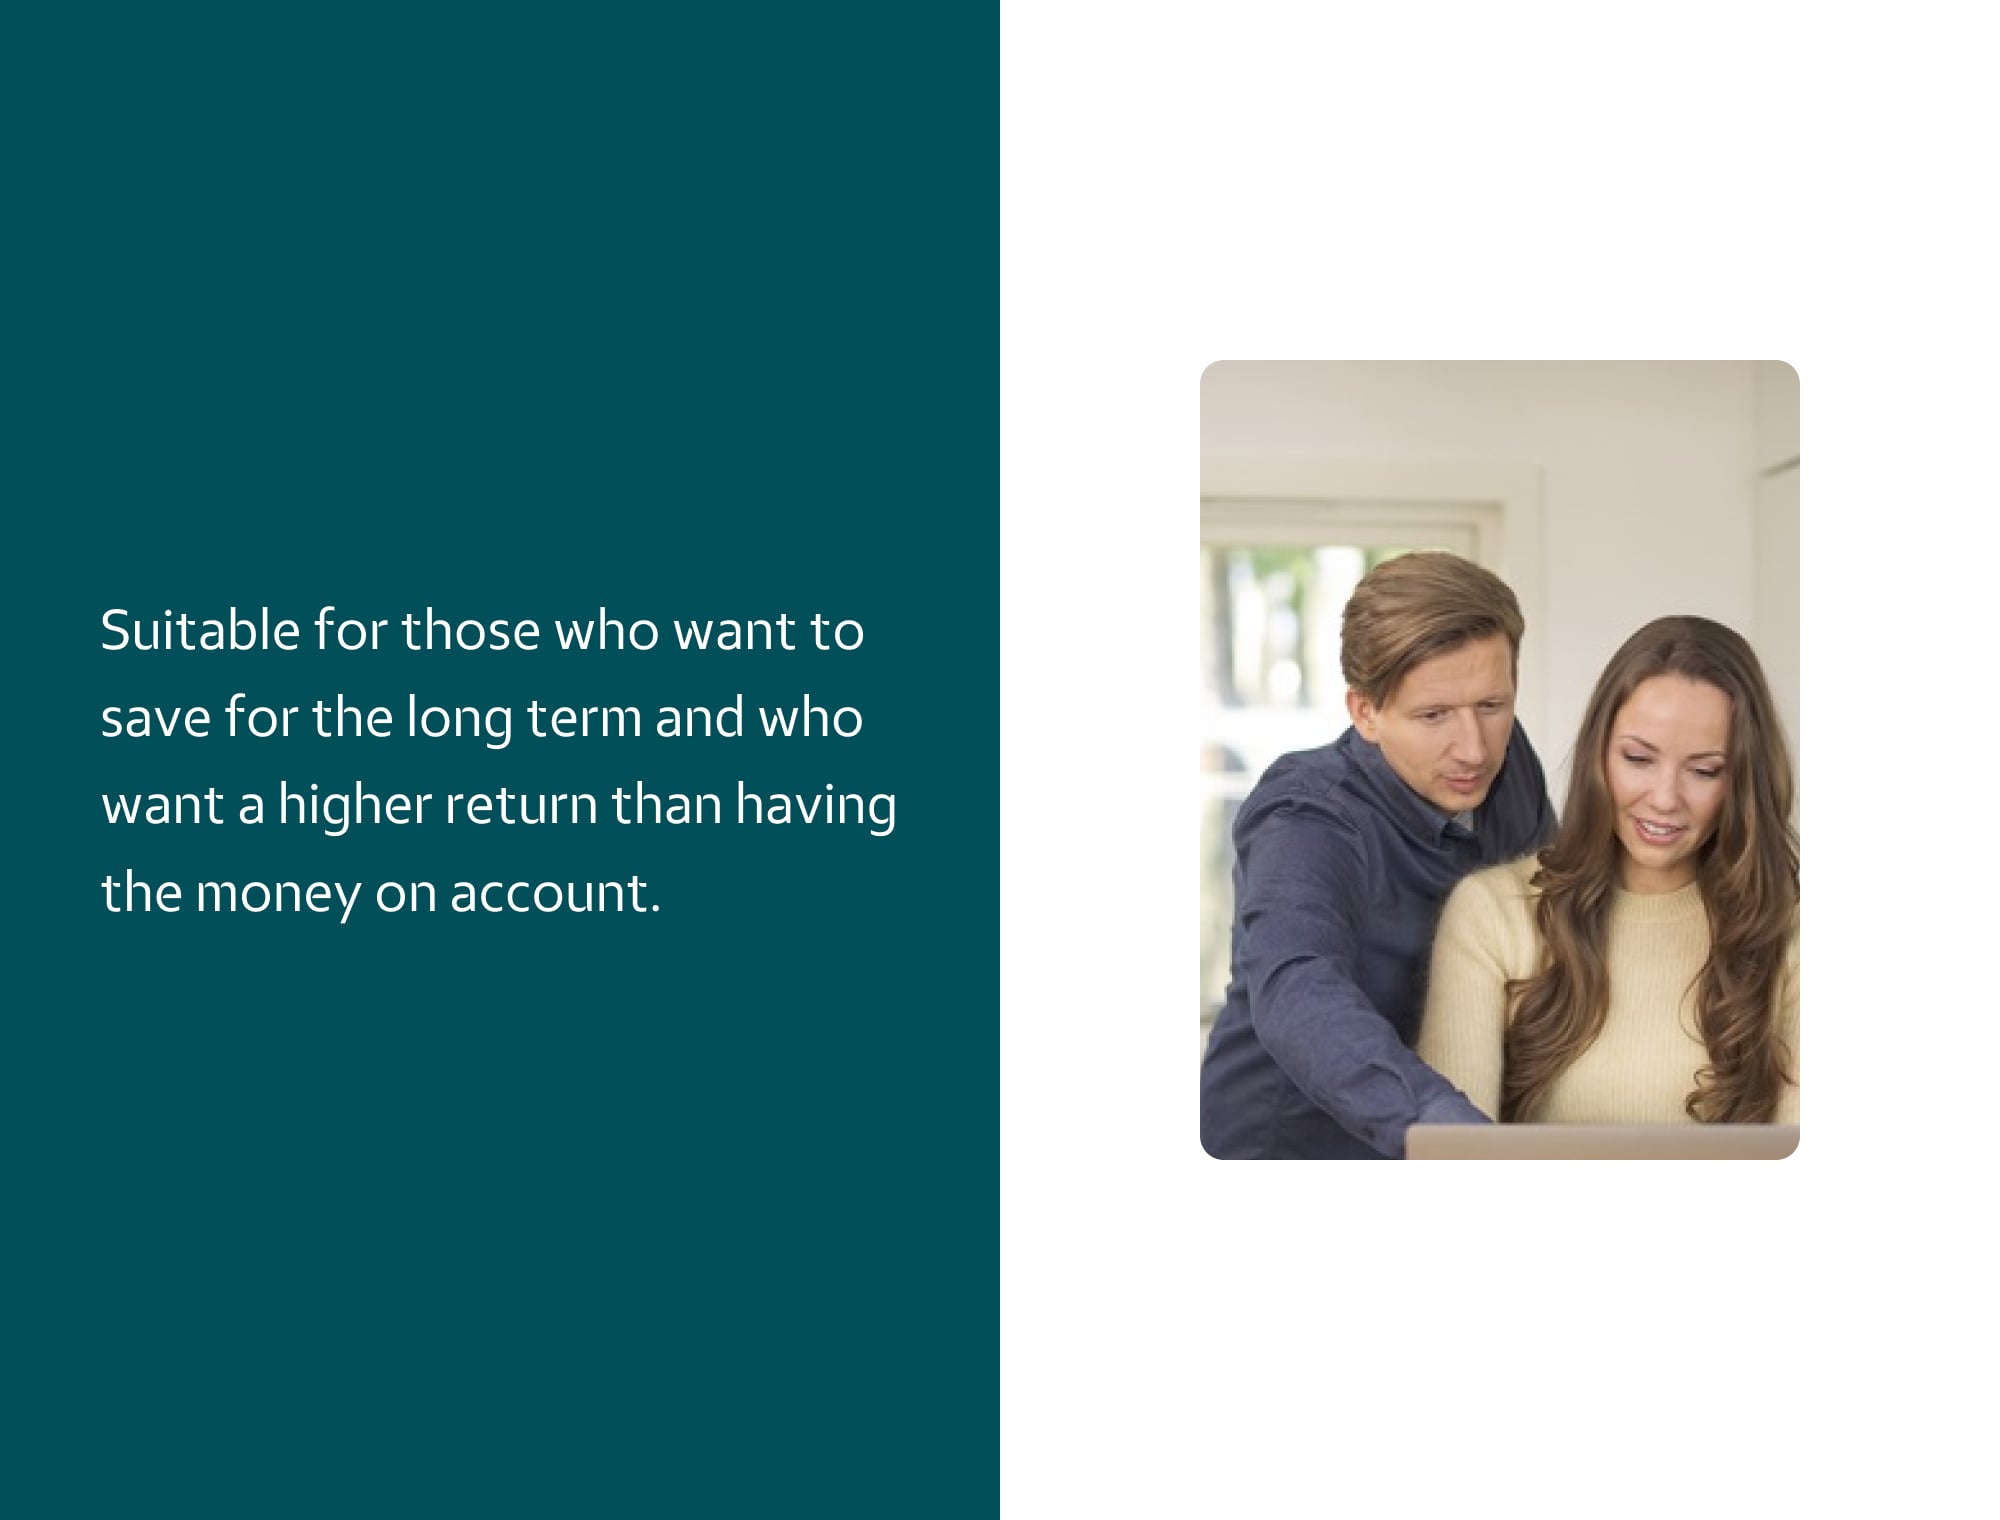 Suitable for those who want to
save for the long term and who
want a higher return than having
the money on account.